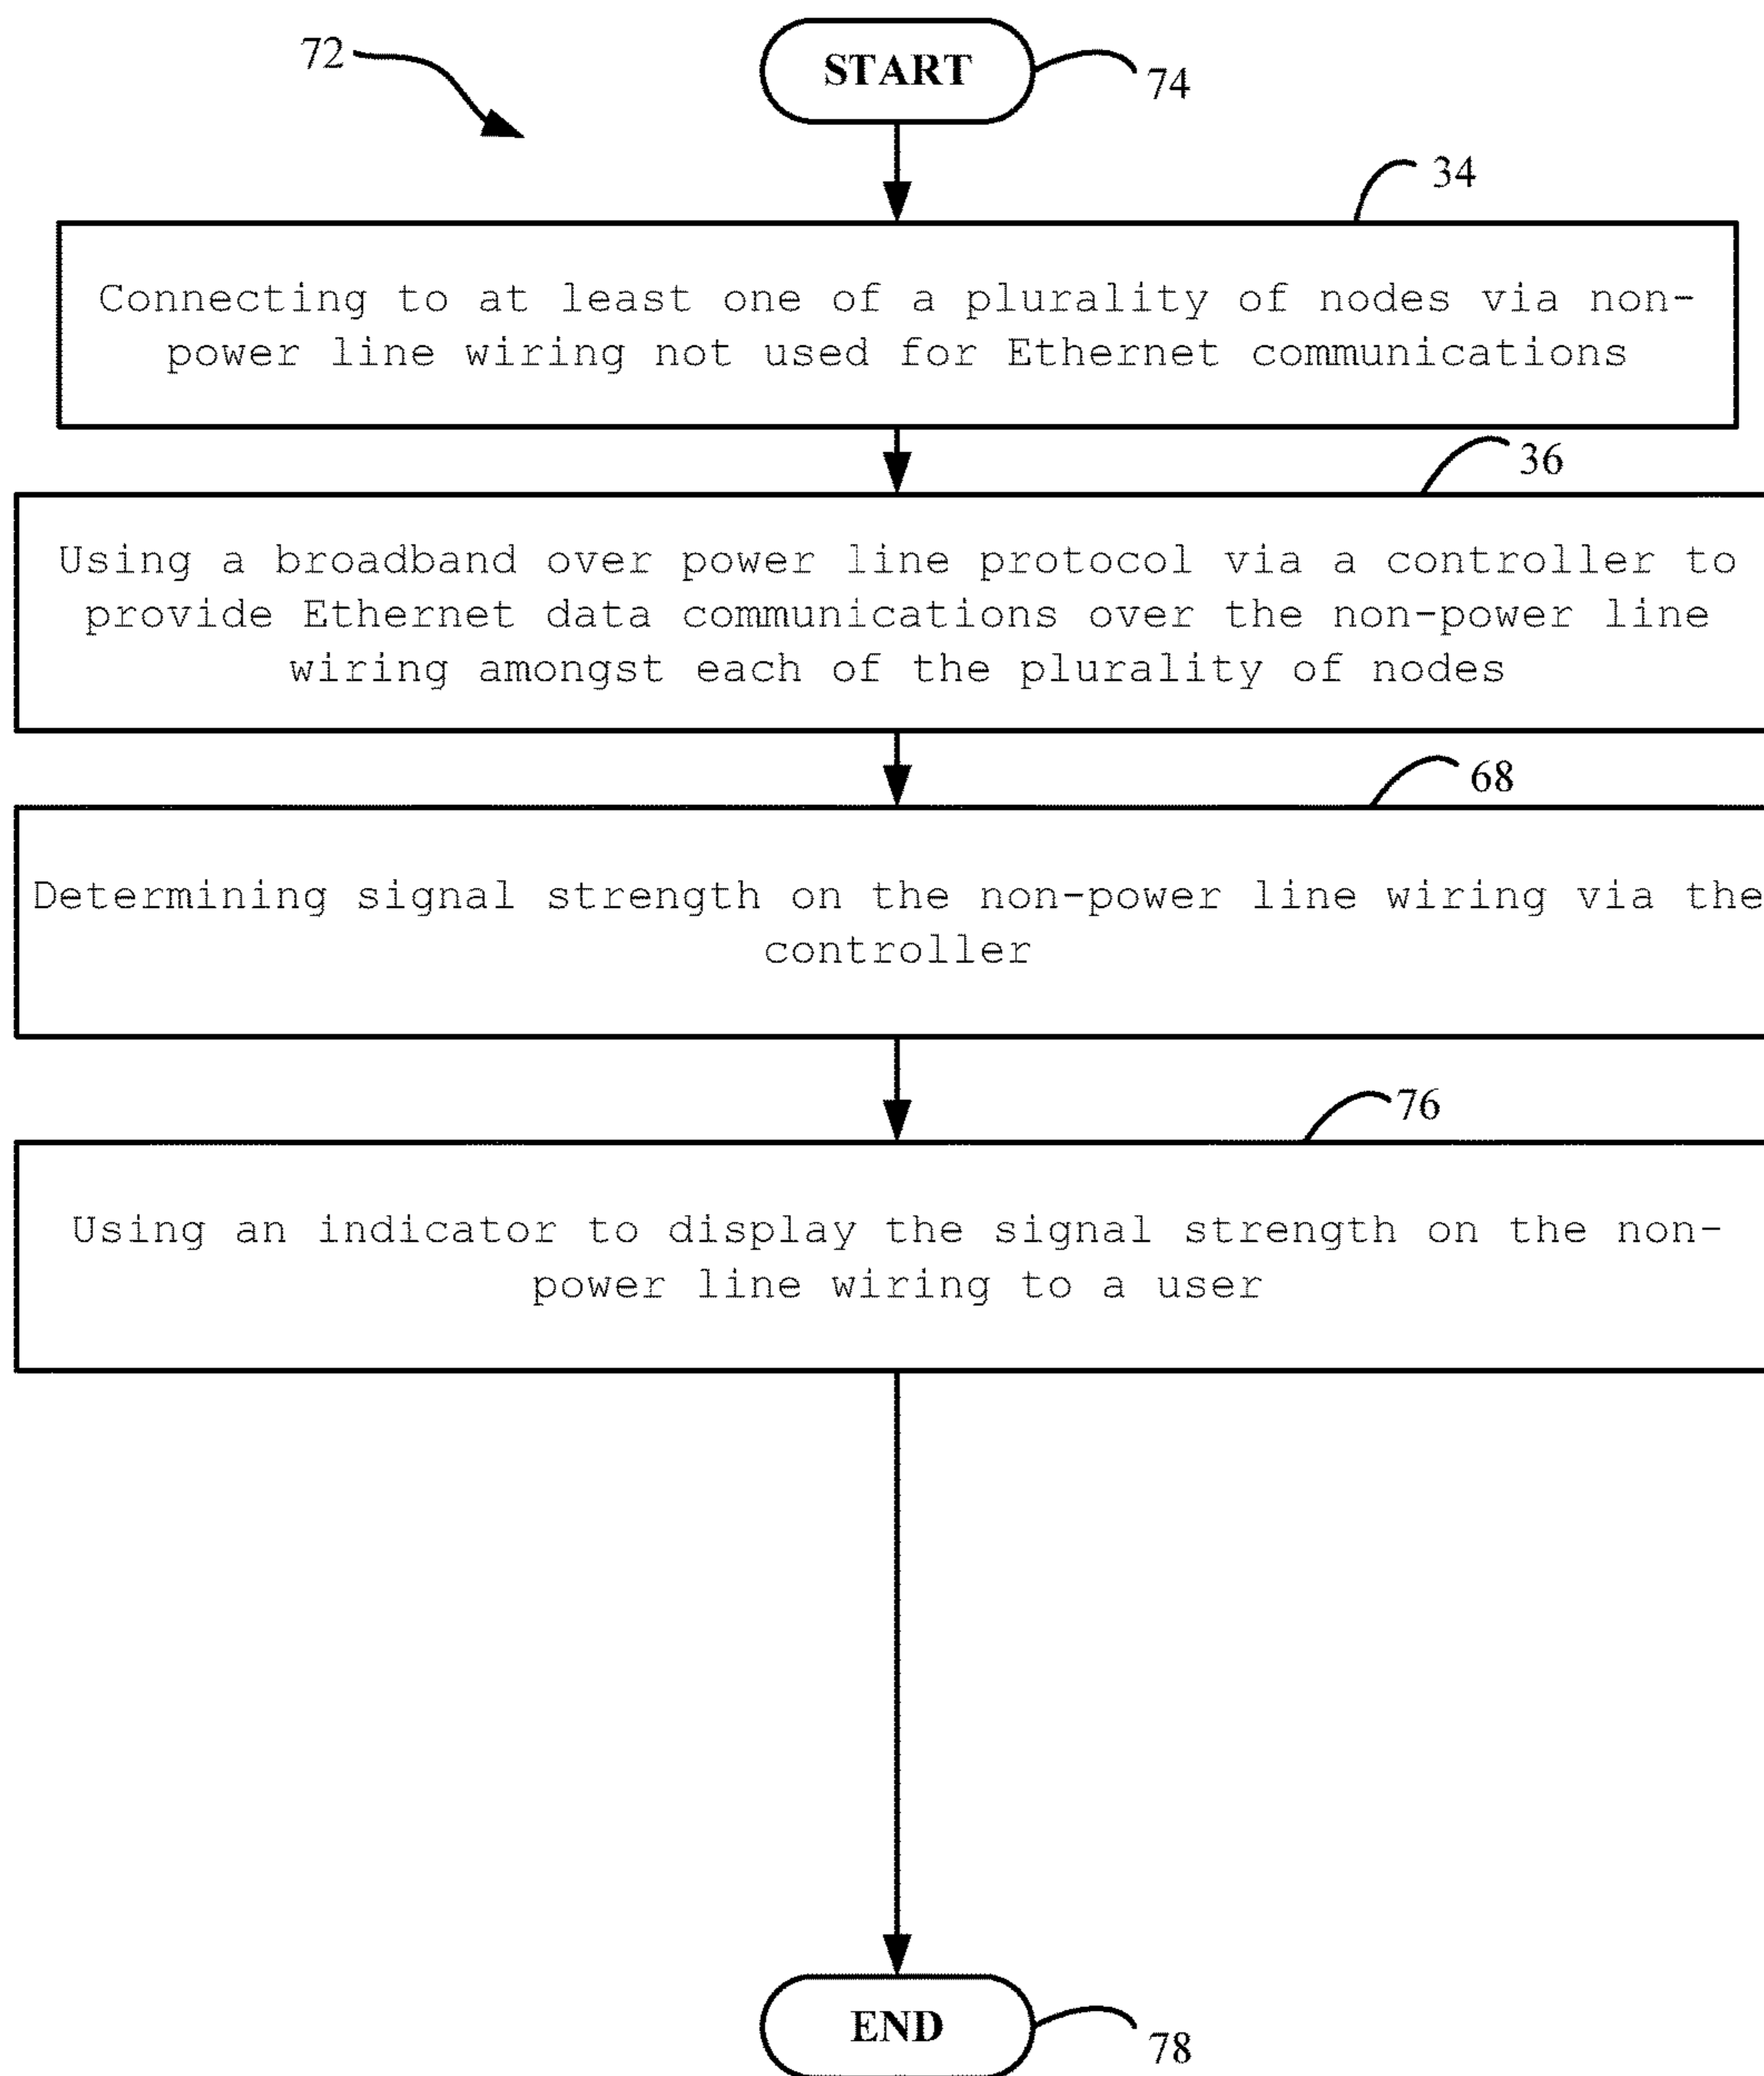 72
START
74
34
Connecting to at least one of a plurality of nodes via non-
power line wiring not used for Ethernet communications
36
Using a broadband over power line protocol via a controller to
provide Ethernet data communications over the non-power line
wiring amongst each of the plurality of nodes
68
Determining signal strength on the non-power line wiring via the
controller
76
Using an indicator to display the signal strength on the non-
power line wiring to a user
END
78